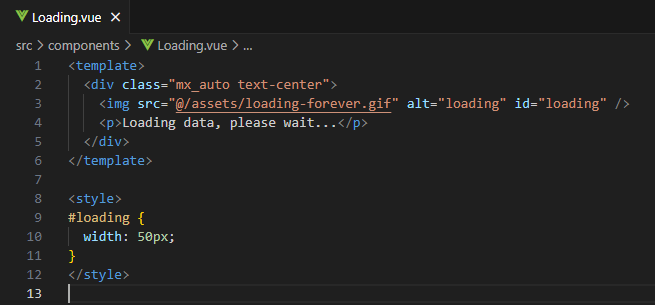 Loading.vue ×
src > components > Loading.vue > ...
1 <template>
2 <div class="mx_auto text-center">
3 <img src="@/assets/loading-forever.gif" alt="loading" id="loading" />
4 <p>Loading data, please wait...</p>
5 </div>
6 </template>
7
8 <style>
9 #loading {
10 width: 50px;
11 }
12 </style>
13